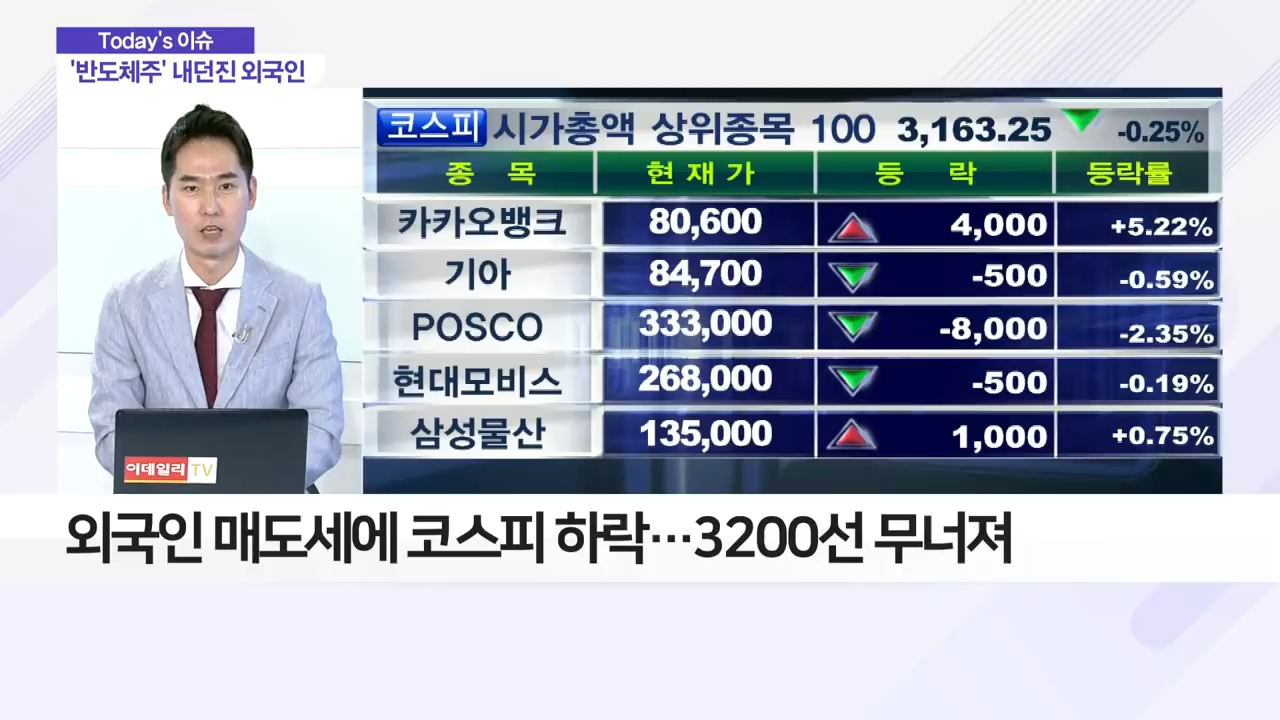 Today's 이슈
'반도체주' 내던진 외국인
코스피 시가총액 상위종목 100 3,163.25 -0.25%
종 목 현 재 가 등 락 등락률
카카오뱅크 80,600 4,000 +5.22%
기아 84,700 -500 -0.59%
POSCO 333,000 -8,000 -2.35%
현대모비스 268,000 -500 -0.19%
삼성물산 135,000 1,000 +0.75%
이데일리 TV
외국인 매도세에 코스피 하락…3200선 무너져